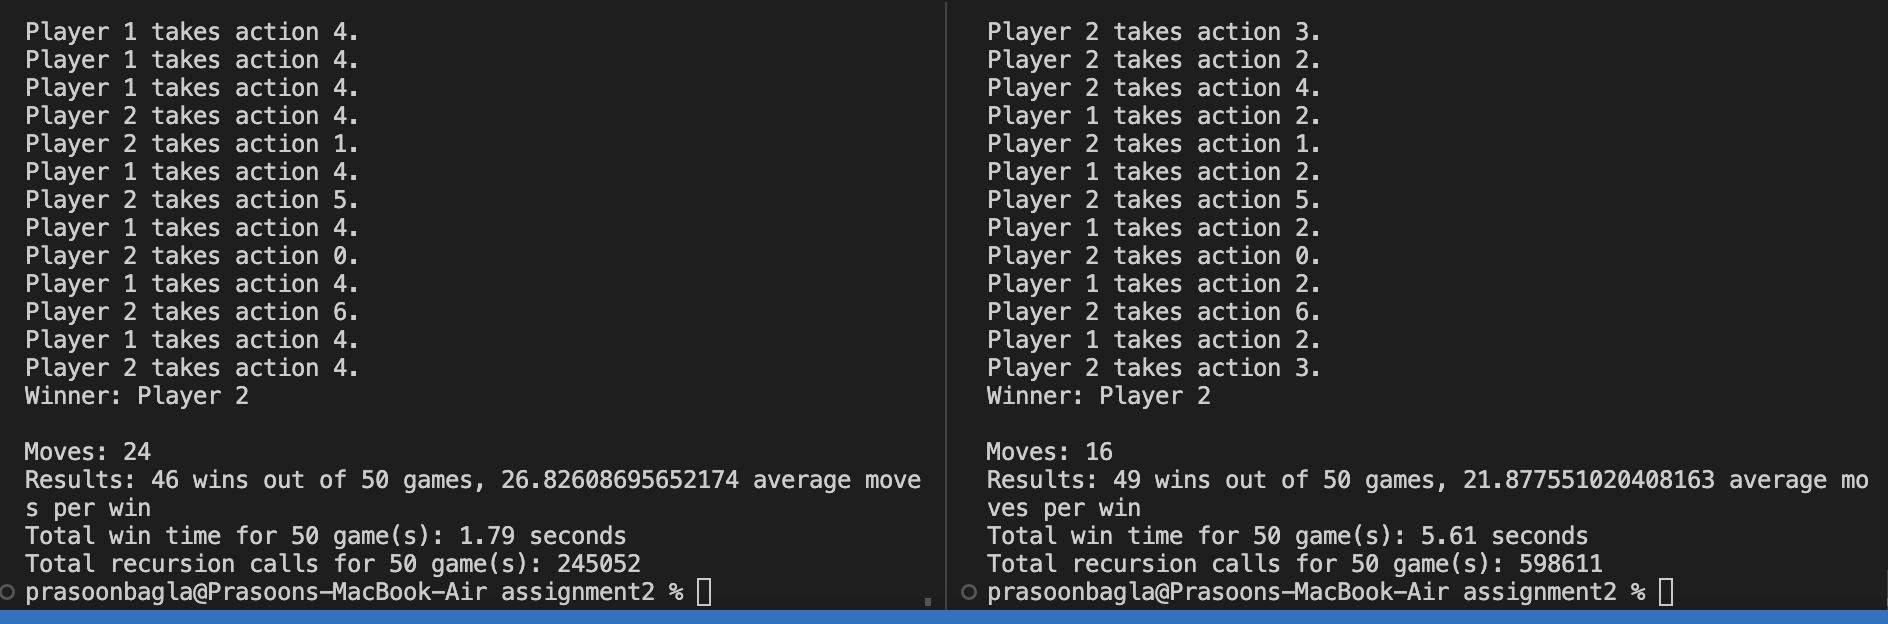 Player 1 takes action 4.
Player 1 takes action 4.
Player 1 takes action 4.
Player 2 takes action 4.
Player 2 takes action 1.
Player 1 takes action 4.
Player 2 takes action 5.
Player 1 takes action 4.
Player 2 takes action 0.
Player 1 takes action 4.
Player 2 takes action 6.
Player 1 takes action 4.
Player 2 takes action 4.
Winner: Player 2
Moves: 24
Results: 46 wins out of 50 games, 26.82608695652174 average move
s per win
Total win time for 50 game(s): 1.79 seconds
Total recursion calls for 50 game(s): 245052
prasoonbagla@Prasoons-MacBook-Air assignment2 %
Player 2 takes action 3.
Player 2 takes action 2.
Player 2 takes action 4.
Player 1 takes action 2.
Player 2 takes action 1.
Player 1 takes action 2.
Player 2 takes action 5.
Player 1 takes action 2.
Player 2 takes action 0.
Player 1 takes action 2.
Player 2 takes action 6.
Player 1 takes action 2.
Player 2 takes action 3.
Winner: Player 2
Moves: 16
Results: 49 wins out of 50 games, 21.877551020408163 average mo
ves per win
Total win time for 50 game(s): 5.61 seconds
Total recursion calls for 50 game(s): 598611
prasoonbagla@Prasoons-MacBook-Air assignment2 %